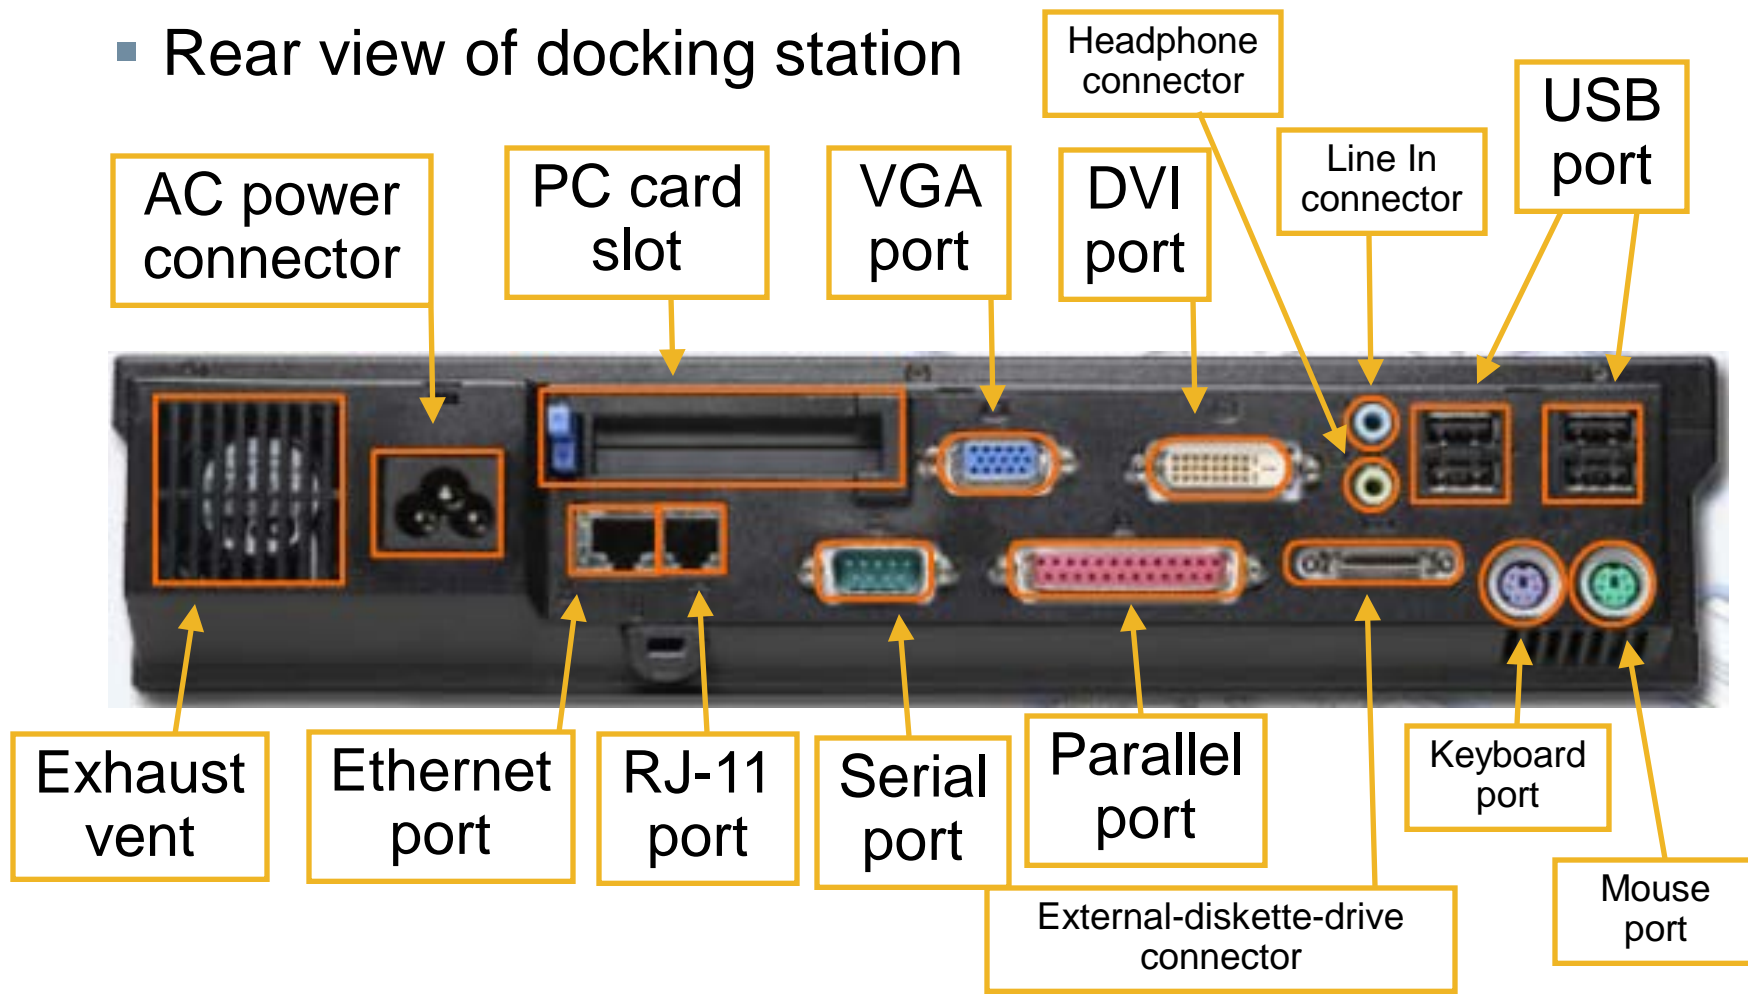 Rear view of docking station
Headphone
connector
USB
port
Line In
connector
AC power
connector
PC card
slot
VGA
port
DVI
port
Exhaust
vent
Ethernet
port
RJ-11
port
Serial
port
Parallel
port
Keyboard
port
External-diskette-drive
connector
Mouse
port